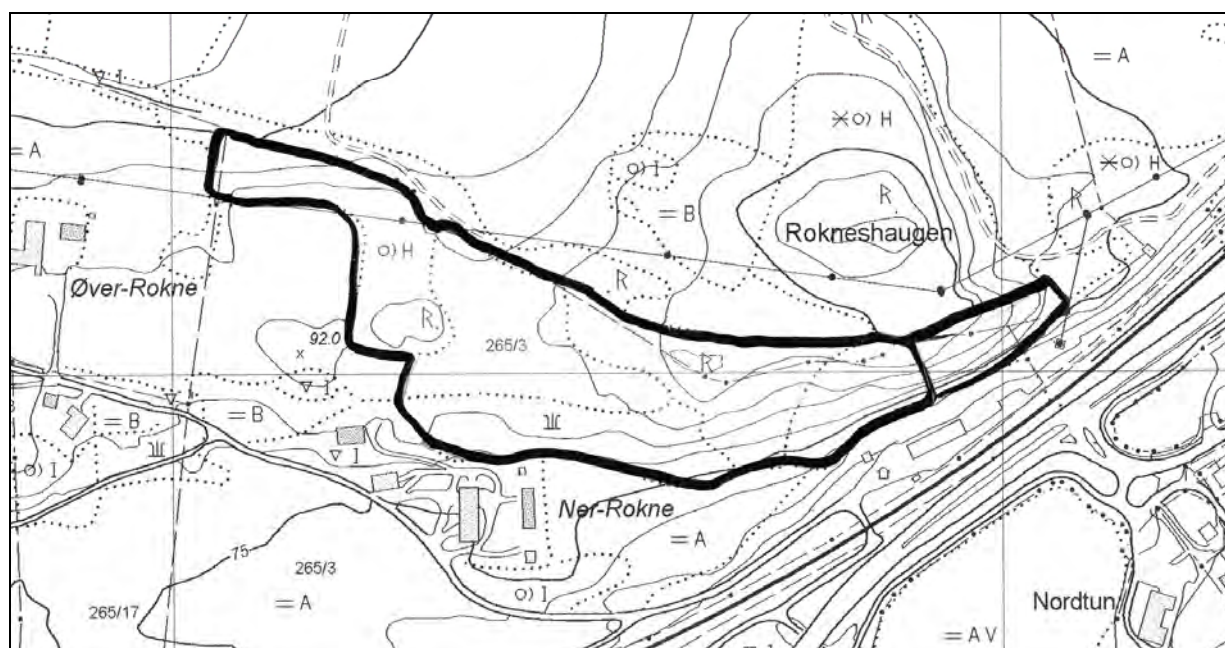 R
= A
I
o) H
= A
o) I
o) H
= B
R
R
Rokneshaugen
o) H
R
Øver-Rokne
R
92.0
265/3
R
I
= B
= B
I
o) I
Ner-Rokne
= A
75
265/3
= A
265/17
o) I
Nordtun
= A V
I